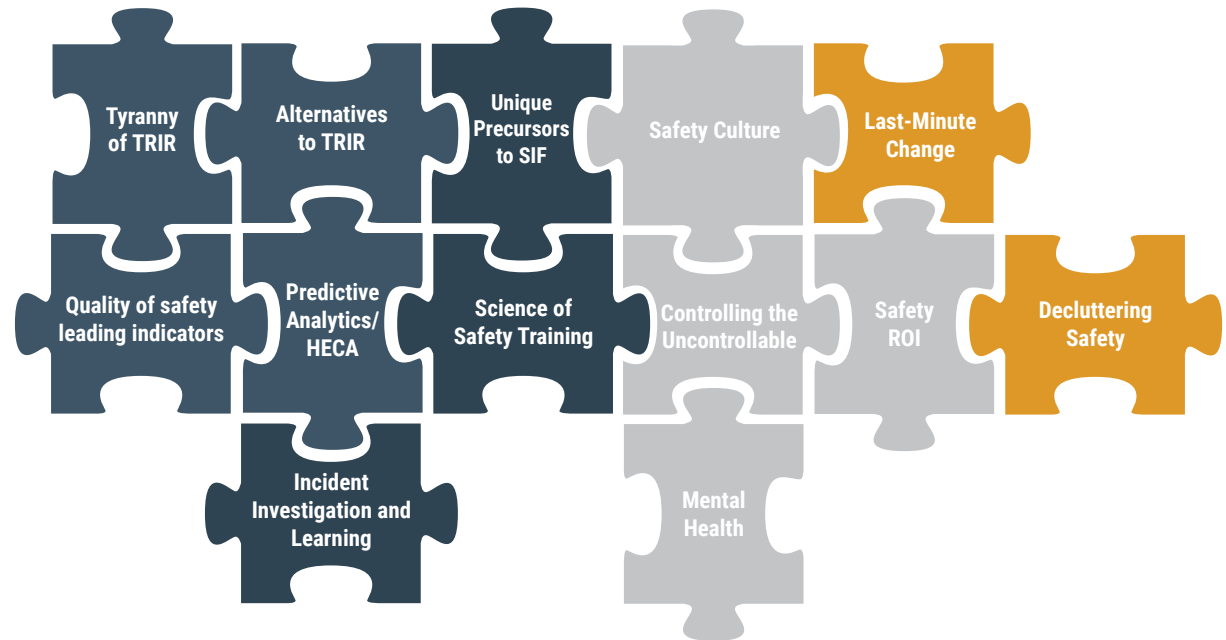 Tyranny
of TRIR
Alternatives
to TRIR
Unique
Precursors
to SIF
Safety Culture
Last-Minute
Change
Quality of safety
leading indicators
Predictive
Analytics/
HECA
Science of
Safety Training
Controlling the
Uncontrollable
Safety
ROI
Decluttering
Safety
Incident
Investigation and
Learning
Mental
Health